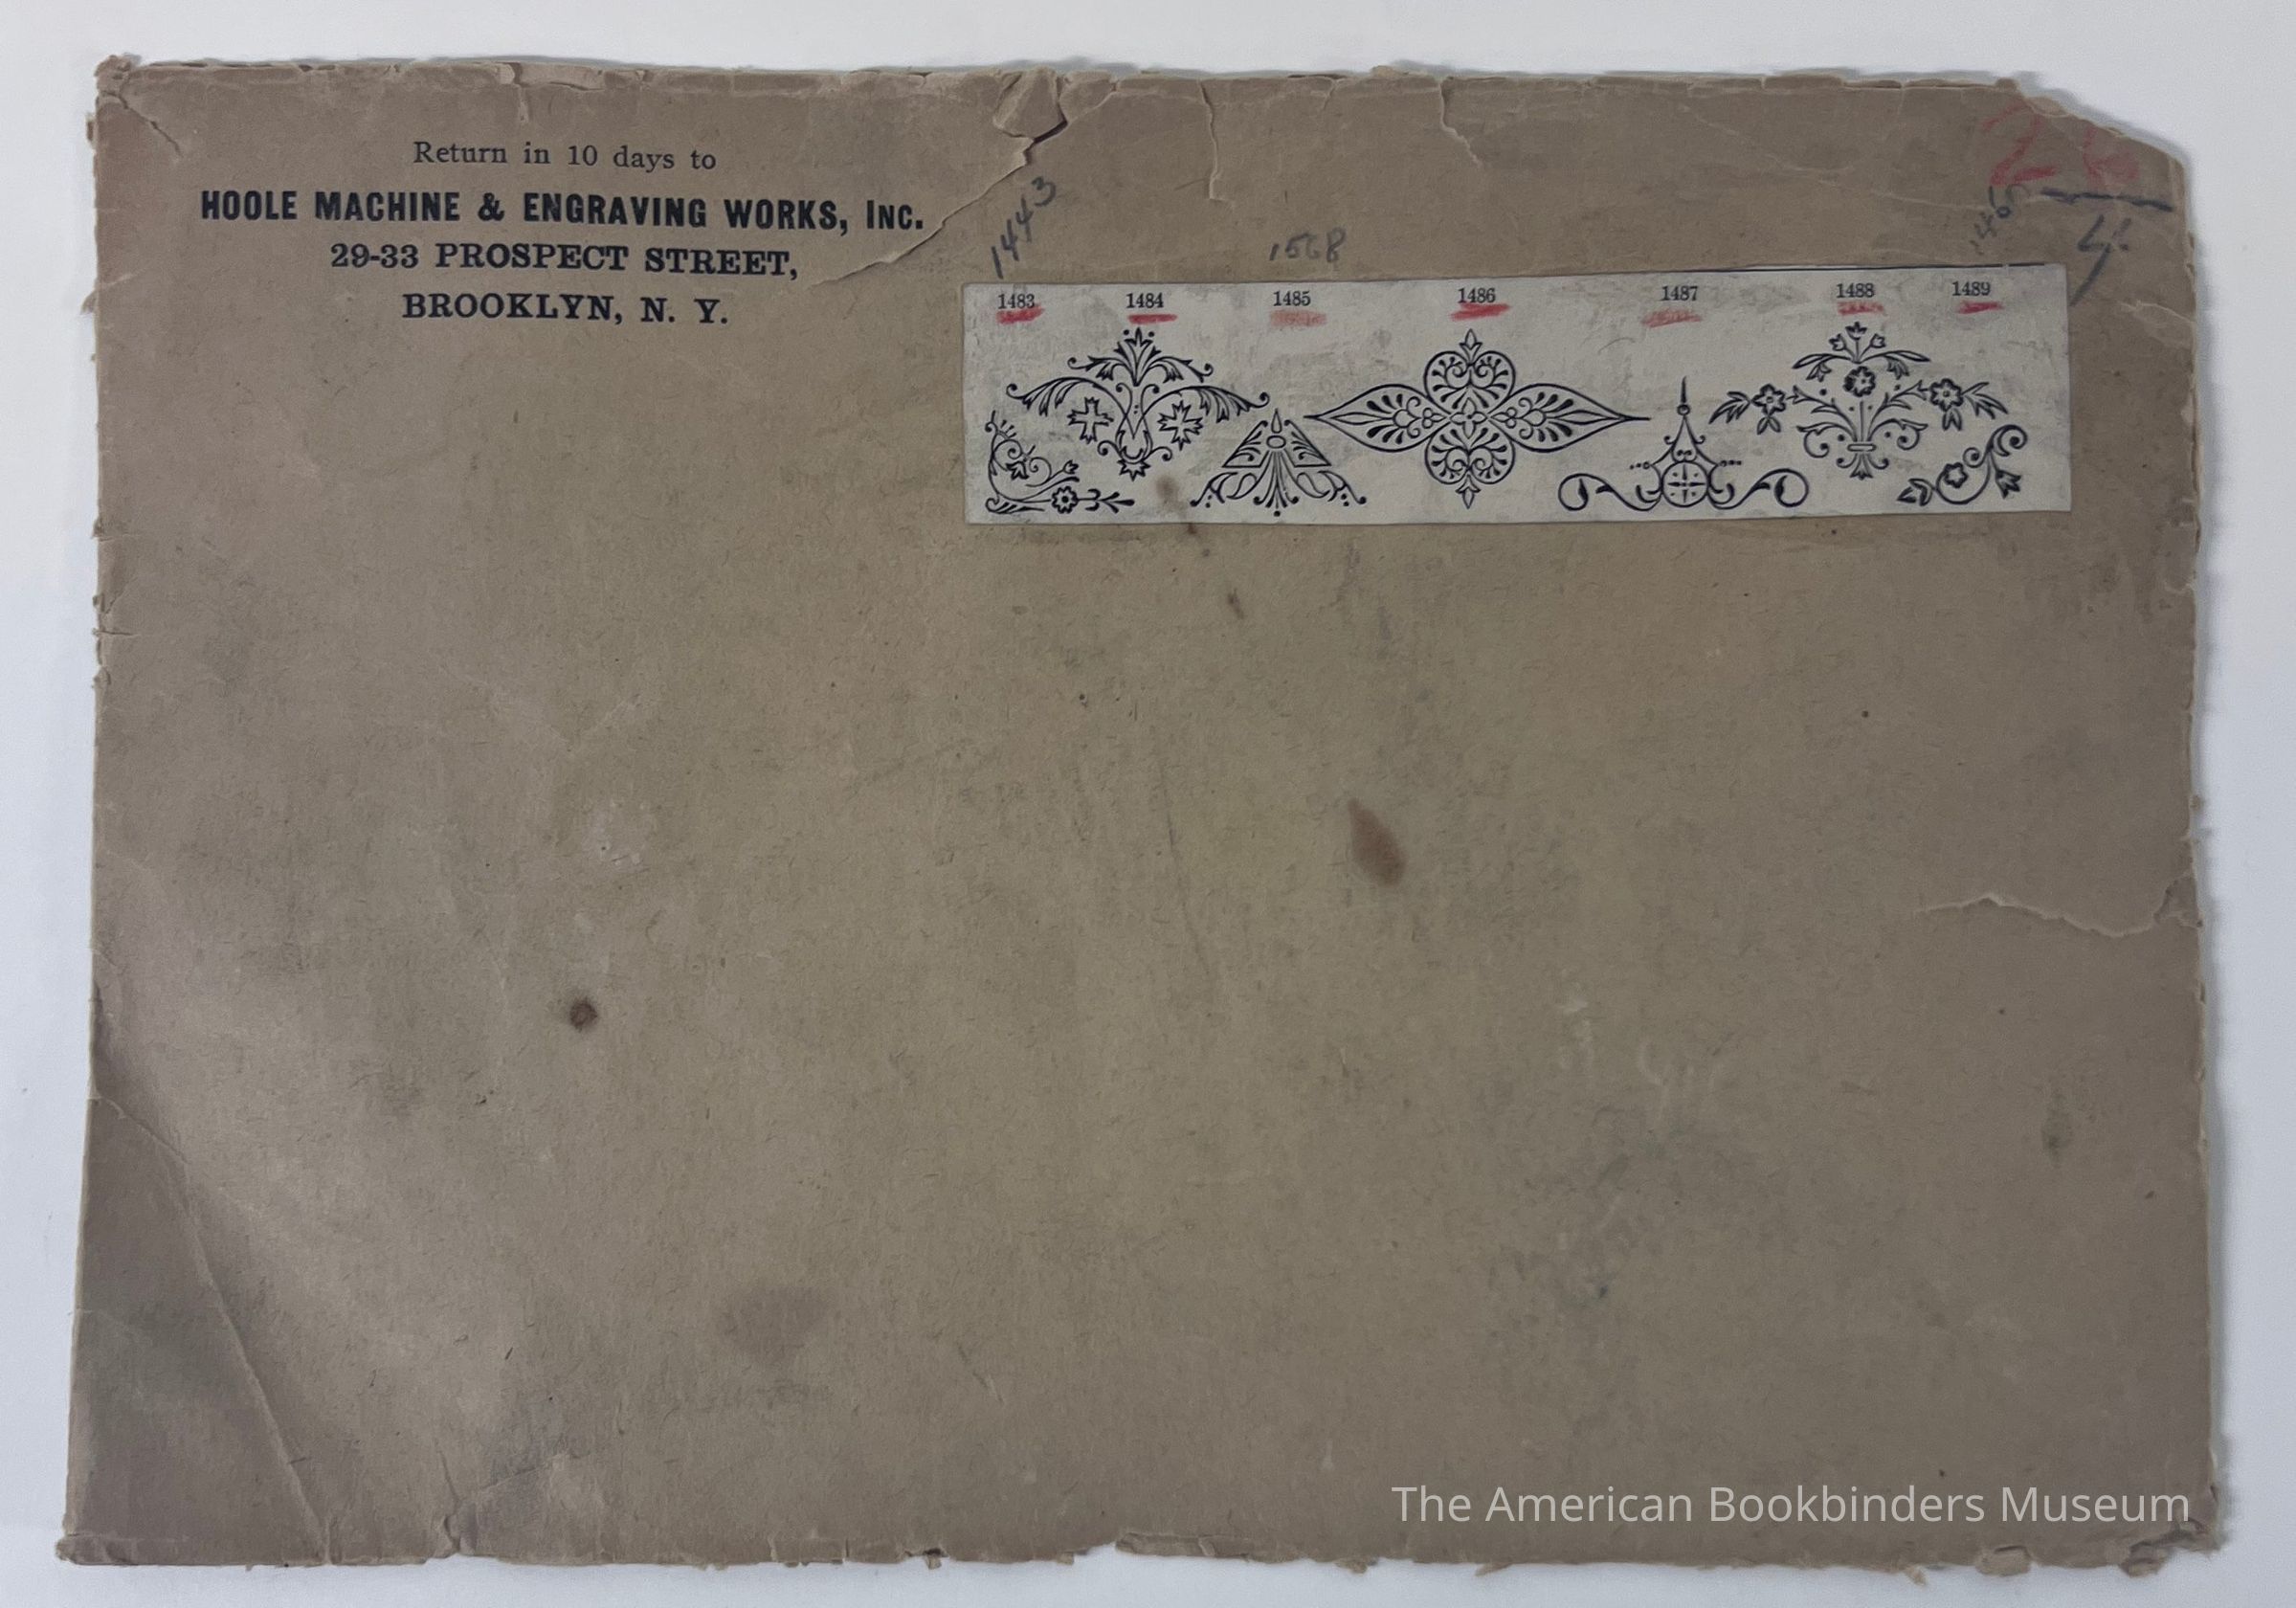 Return in 10 days to
HOOLE MACHINE & ENGRAVING WORKS, INC.
29-33 PROSPECT STREET,
BROOKLYN, N. Y.
1443
1568
1483 1484 1485 1486 1487 1488 1489
The American Bookbinders Museum